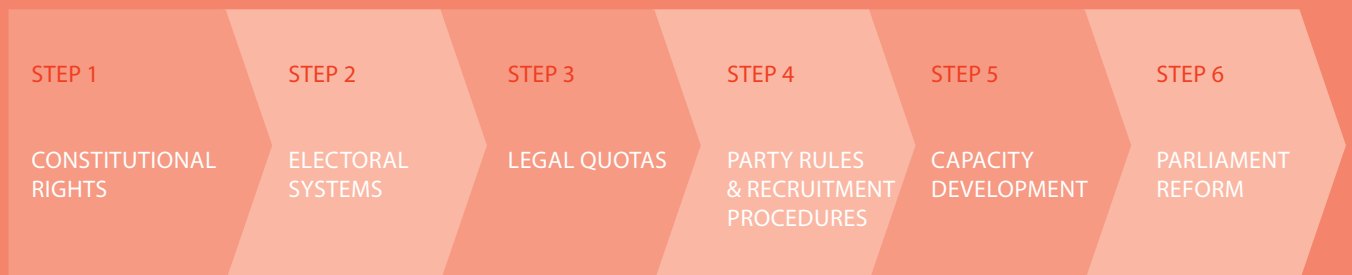 STEP 1
CONSTITUTIONAL
RIGHTS
STEP 2
ELECTORAL
SYSTEMS
STEP 3
LEGAL QUOTAS
STEP 4
PARTY RULES
& RECRUITMENT
PROCEDURES
STEP 5
CAPACITY
DEVELOPMENT
STEP 6
PARLIAMENT
REFORM